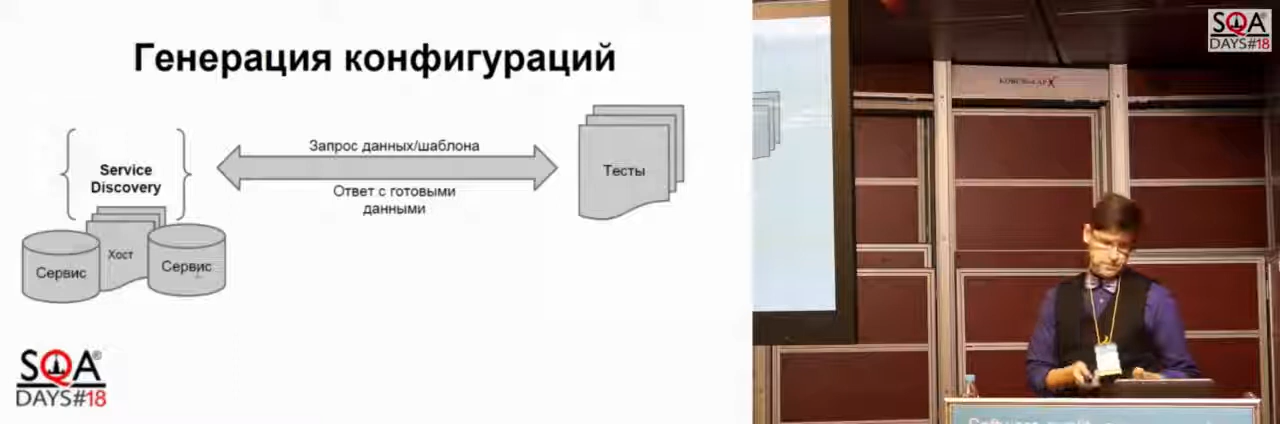 Генерация конфигураций
Запрос данных/шаблона
Service
Discovery
Тесты
Ответ с готовыми
данными
Хост
Сервис
Сервис
SQA
DAYS#18
SQA
DAYS#18